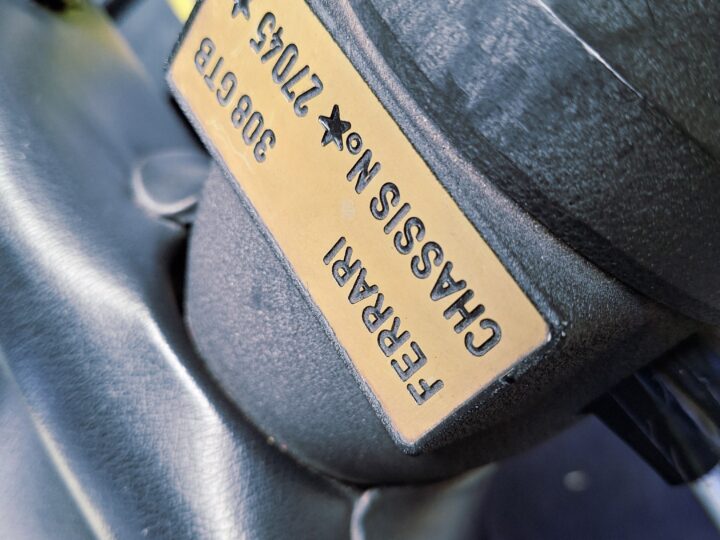 FERRARI 308 GTB
CHASSIS No★ 27045★